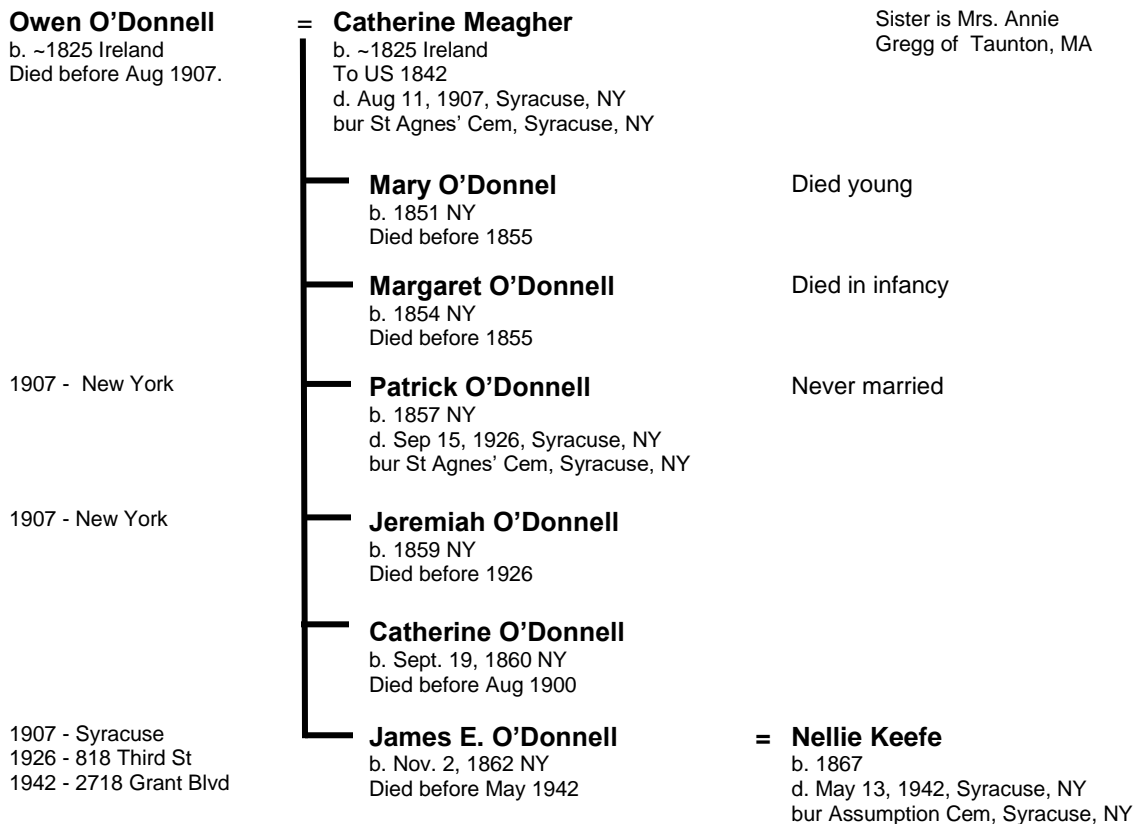 Owen O’Donnell = Catherine Meagher
b. ~1825 Ireland
Died before Aug 1907.
b. ~1825 Ireland
To US 1842
d. Aug 11, 1907, Syracuse, NY
bur St Agnes’ Cem, Syracuse, NY
Sister is Mrs. Annie
Gregg of Taunton, MA
Mary O’Donnel
b. 1851 NY
Died before 1855
Died young
Margaret O’Donnell
b. 1854 NY
Died before 1855
Died in infancy
1907 - New York
Patrick O’Donnell
b. 1857 NY
d. Sep 15, 1926, Syracuse, NY
bur St Agnes’ Cem, Syracuse, NY
Never married
1907 - New York
Jeremiah O’Donnell
b. 1859 NY
Died before 1926
Catherine O’Donnell
b. Sept. 19, 1860 NY
Died before Aug 1900
1907 - Syracuse
1926 - 818 Third St
1942 - 2718 Grant Blvd
James E. O’Donnell = Nellie Keefe
b. Nov. 2, 1862 NY
Died before May 1942
b. 1867
d. May 13, 1942, Syracuse, NY
bur Assumption Cem, Syracuse, NY